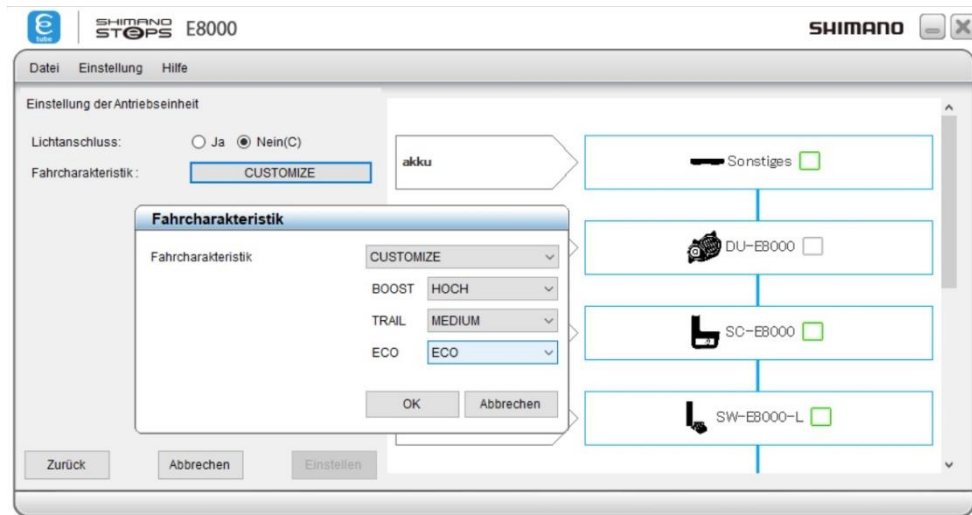 E tube SHIMANO STEPS E8000 SHIMANO
Datei Einstellung Hilfe
Einstellung der Antriebseinheit
Lichtanschluss: Ja Nein(C)
Fahrcharakteristik: CUSTOMIZE
akku
Sonstiges
Fahrcharakteristik
Fahrcharakteristik CUSTOMIZE
BOOST HOCH
TRAIL MEDIUM
ECO ECO
OK Abbrechen
DU-E8000
SC-E8000
SW-E8000-L
Zurück Abbrechen Einstellen